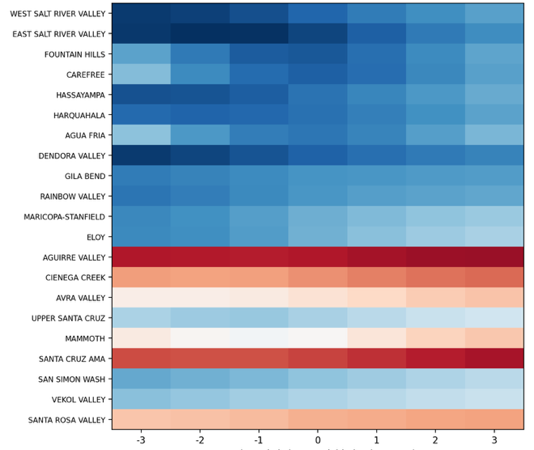 WEST SALT RIVER VALLEY
EAST SALT RIVER VALLEY
FOUNTAIN HILLS
CAREFREE
HASSAYAMPA
HARQUAHALA
AGUA FRIA
DENDORA VALLEY
GILA BEND
RAINBOW VALLEY
MARICOPA-STANFIELD
ELOY
AGUIRRE VALLEY
CIENEGA CREEK
AVRA VALLEY
UPPER SANTA CRUZ
MAMMOTH
SANTA CRUZ AMA
SAN SIMON WASH
VEKOL VALLEY
SANTA ROSA VALLEY
-3 -2 -1 0 1 2 3